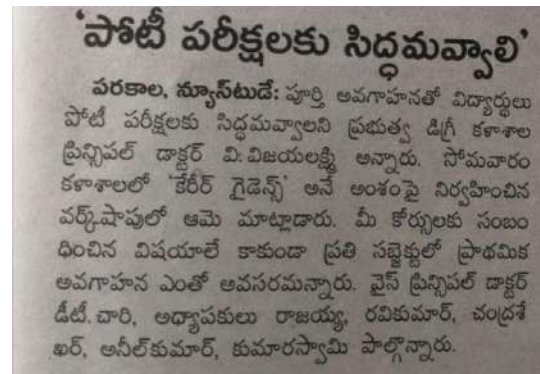 ‘పోటీ పరీక్షలకు సిద్ధమవ్వాలి’
పరకాల, న్యూస్‌టుడే: పూర్తి అవగాహనతో విద్యార్థులు
పోటీ పరీక్షలకు సిద్ధమవ్వాలని ప్రభుత్వ డిగ్రీ కళాశాల
ప్రిన్సిపల్ డాక్టర్ వి.విజయలక్ష్మి అన్నారు. సోమవారం
కళాశాలలో ‘కేరీర్ గైడెన్స్’ అనే అంశంపై నిర్వహించిన
వర్క్‌షాపులో ఆమె మాట్లాడారు. మీ కోర్సులకు సంబం
ధించిన విషయాలే కాకుండా ప్రతి సబ్జెక్టులో ప్రాథమిక
అవగాహన ఎంతో అవసరమన్నారు. వైస్ ప్రిన్సిపల్ డాక్టర్
డీటీ.చారి, అధ్యాపకులు రాజయ్య, రవికుమార్, చంద్రశే
ఖర్, అనీల్‌కుమార్, కుమారస్వామి పాల్గొన్నారు.